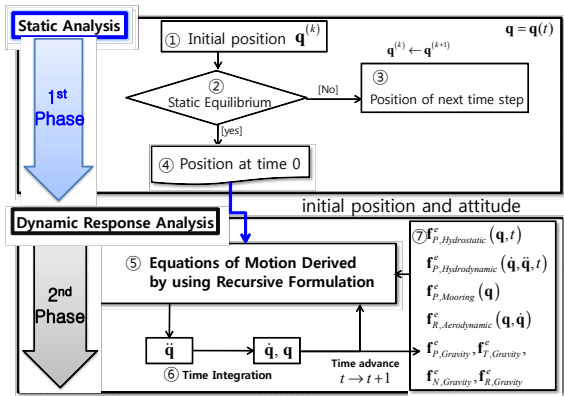 Static Analysis
1st
Phase
① Initial position q^(k)
q = q(t)
q^(k) ← q^(k+1)
② Static Equilibrium
[No]
③
Position of next time step
[yes]
④ Position at time 0
initial position and attitude
Dynamic Response Analysis
2nd
Phase
⑤ Equations of Motion Derived
by using Recursive Formulation
q̈
q̇, q
⑥ Time Integration
Time advance
t → t+1
⑦ f^e_P,Hydrostatic (q,t)
f^e_P,Hydrodynamic (q̇,q̈,t)
f^e_P,Mooring (q)
f^e_R,Aerodynamic (q,q̇)
f^e_P,Gravity, f^e_T,Gravity,
f^e_N,Gravity, f^e_R,Gravity